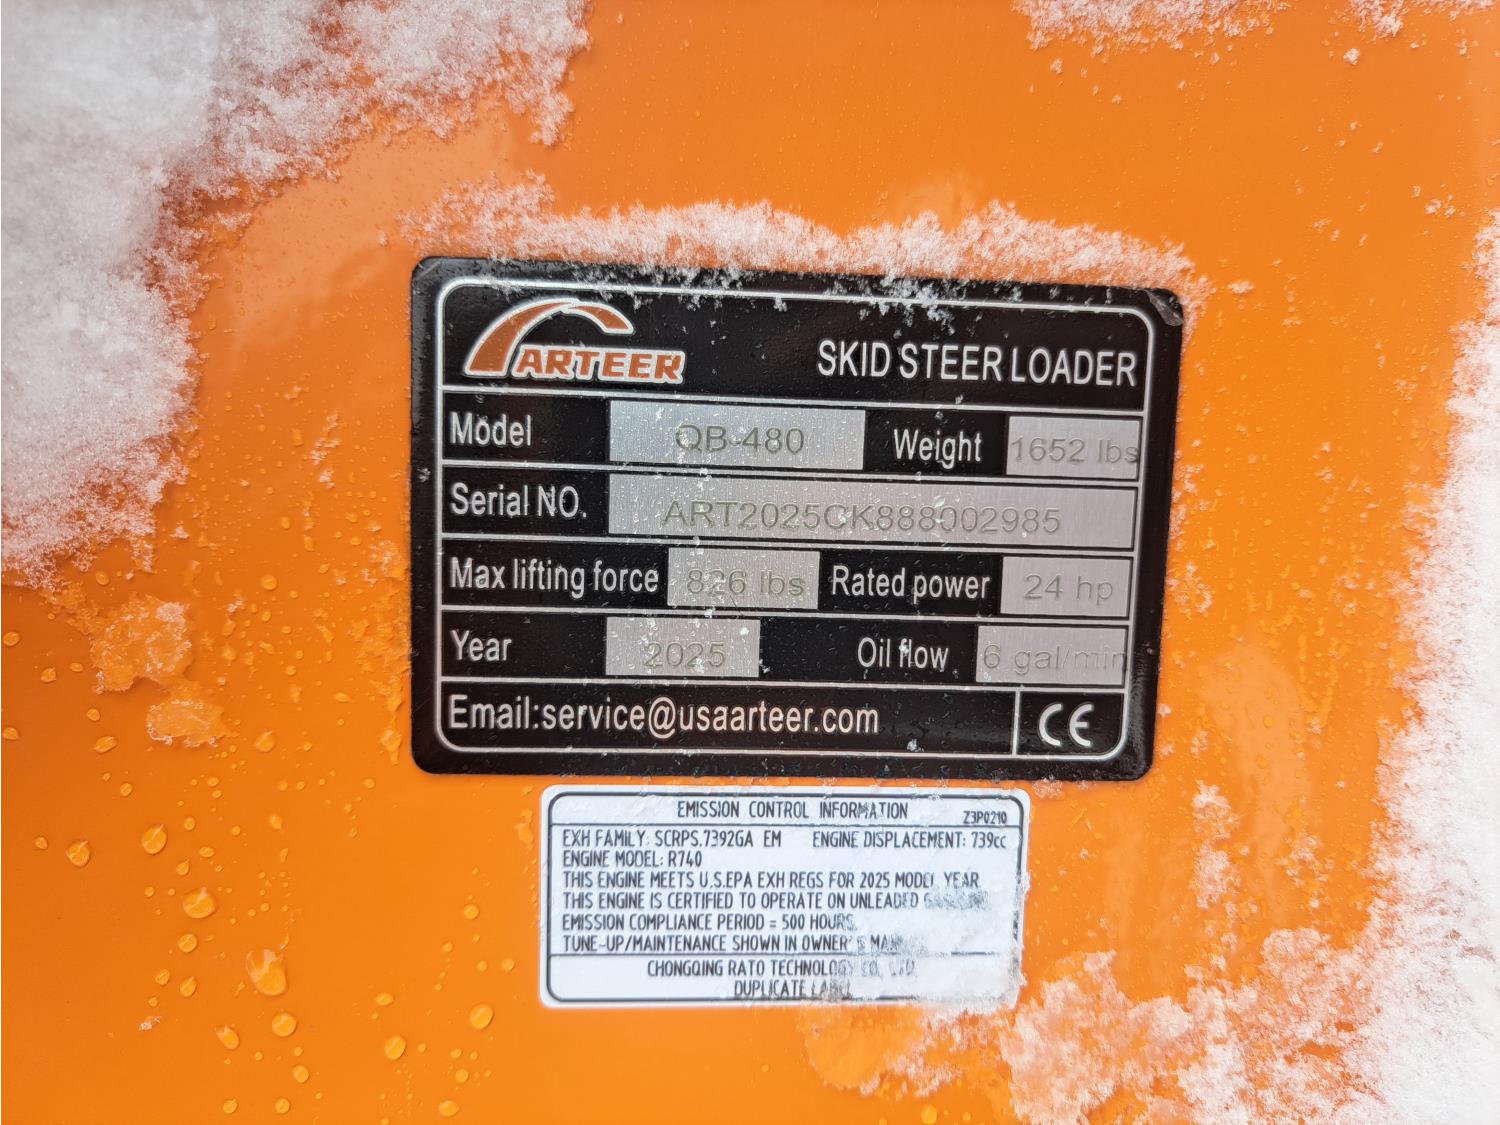 ARTEER
SKID STEER LOADER
Model QB-480 Weight 1652 lbs
Serial NO. ART2025CK888002985
Max lifting force 826 lbs Rated power 24 hp
Year 2025 Oil flow 6 gal/min
Email:service@usaarteer.com CE
EMISSION CONTROL INFORMATION Z3P0210
EXH FAMILY: SCRPS.7392GA EM ENGINE DISPLACEMENT: 739cc
ENGINE MODEL: R740
THIS ENGINE MEETS U.S.EPA EXH REGS FOR 2025 MODEL YEAR
THIS ENGINE IS CERTIFIED TO OPERATE ON UNLEADED
EMISSION COMPLIANCE PERIOD = 500 HOURS.
TUNE-UP/MAINTENANCE SHOWN IN OWNER'S
CHONGQING RATO TECHNOLOGY CO. LTD.
DUPLICATE LABEL